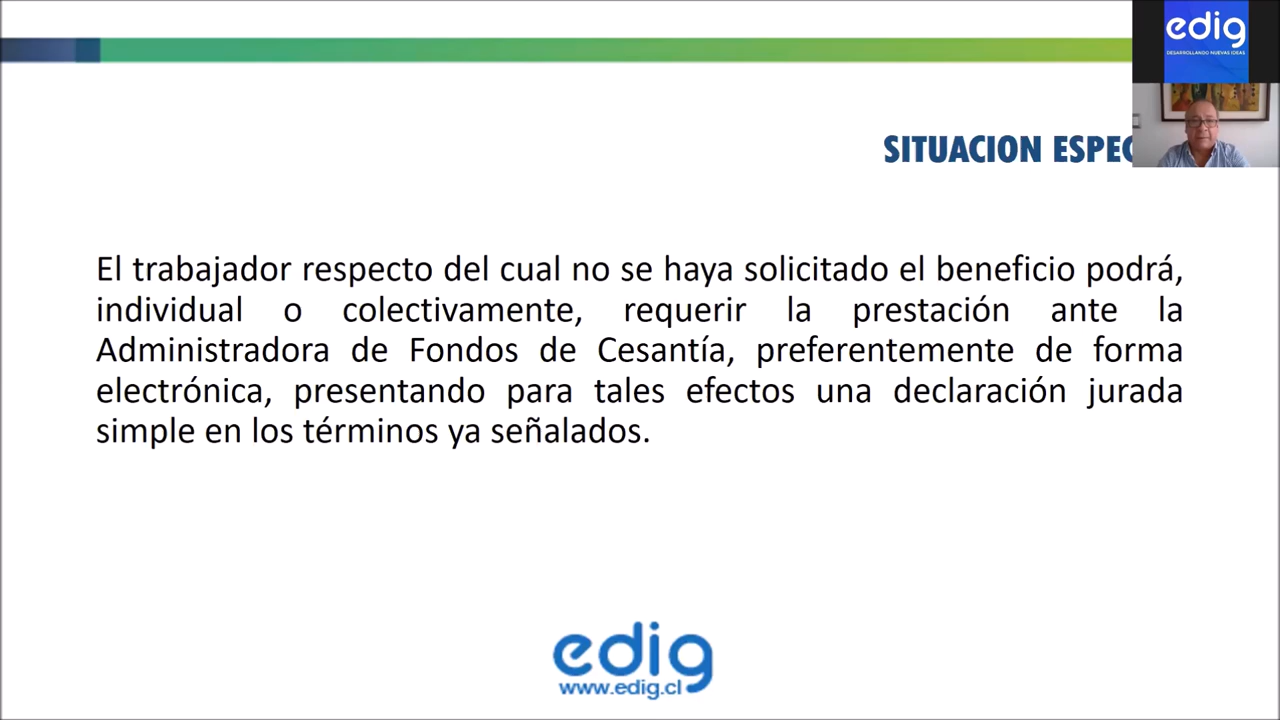 edig
DESARROLLANDO NUEVAS IDEAS
SITUACION
El trabajador respecto del cual no se haya solicitado el beneficio podrá,
individual o colectivamente, requerir la prestación ante la
Administradora de Fondos de Cesantía, preferentemente de forma
electrónica, presentando para tales efectos una declaración jurada
simple en los términos ya señalados.
edig
www.edig.cl